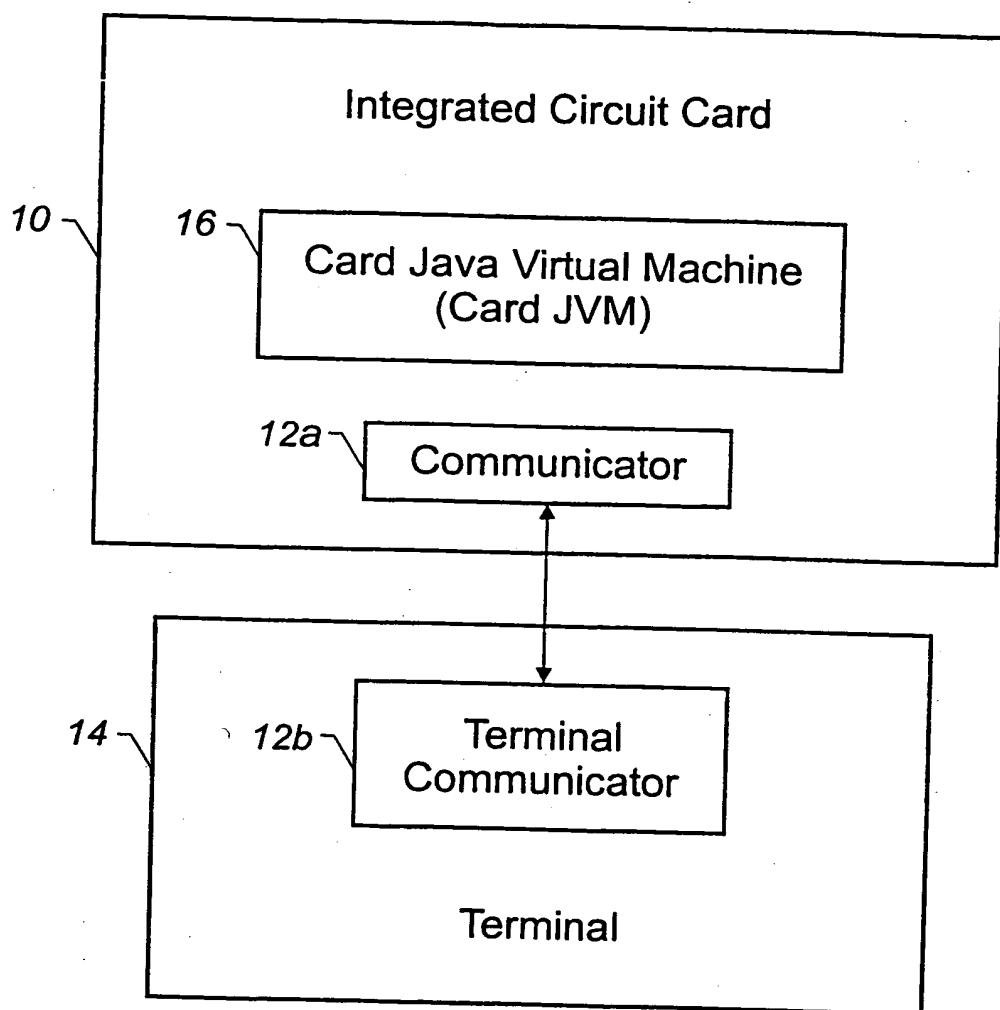 Integrated Circuit Card
10
16
Card Java Virtual Machine
(Card JVM)
12a
Communicator
14
12b
Terminal
Communicator
Terminal